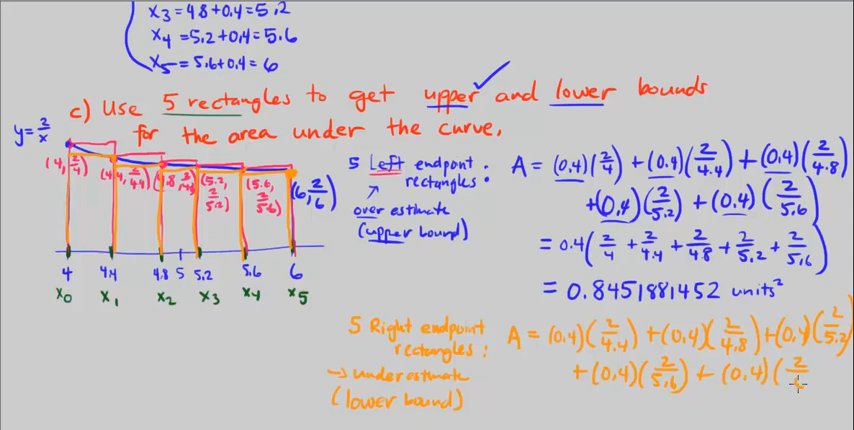 x₃ = 4.8 + 0.4 = 5.2
x₄ = 5.2 + 0.4 = 5.6
x₅ = 5.6 + 0.4 = 6
c) Use 5 rectangles to get upper and lower bounds
for the area under the curve.
y = 2/x
(4, 2/4) (4.4, 2/4.4) (4.8, 2/4.8) (5.2, 2/5.2) (5.6, 2/5.6) (6, 2/6)
4 4.4 4.8 5 5.2 5.6 6
x₀ x₁ x₂ x₃ x₄ x₅
5 Left endpoint
rectangles:
over estimate
(upper bound)
A = (0.4)(2/4) + (0.4)(2/4.4) + (0.4)(2/4.8)
+ (0.4)(2/5.2) + (0.4)(2/5.6)
= 0.4(2/4 + 2/4.4 + 2/4.8 + 2/5.2 + 2/5.6)
= 0.8451881452 units²
5 Right endpoint
rectangles:
→ underestimate
(lower bound)
A = (0.4)(2/4.4) + (0.4)(2/4.8) + (0.4)(2/5.2)
+ (0.4)(2/5.6) + (0.4)(2/